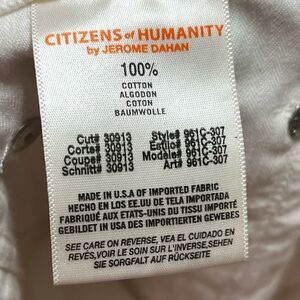 CITIZENS of HUMANITY
by JEROME DAHAN
100%
COTTON
ALGODON
COTON
BAUMWOLLE
Cut# 30913 Style# 961C-307
Corte# 30913 Estilo# 961C-307
Coupe# 30913 Modele# 961C-307
Schnitt# 30913 Art# 961C-307
MADE IN U.S.A OF IMPORTED FABRIC
HECHO EN LOS EE.UU DE TELA IMPORTADA
FABRIQUÉ AUX ETATS-UNIS DU TISSU IMPORTÉ
GEBILDET IN USA DES IMPORTIERTEN GEWEBES
SEE CARE ON REVERSE, VEA EL CUIDADO EN
REVÉS, VOIR LE SOIN SUR L'INVERSE, SEHEN
SIE SORGFALT AUF RÜCKSEITE